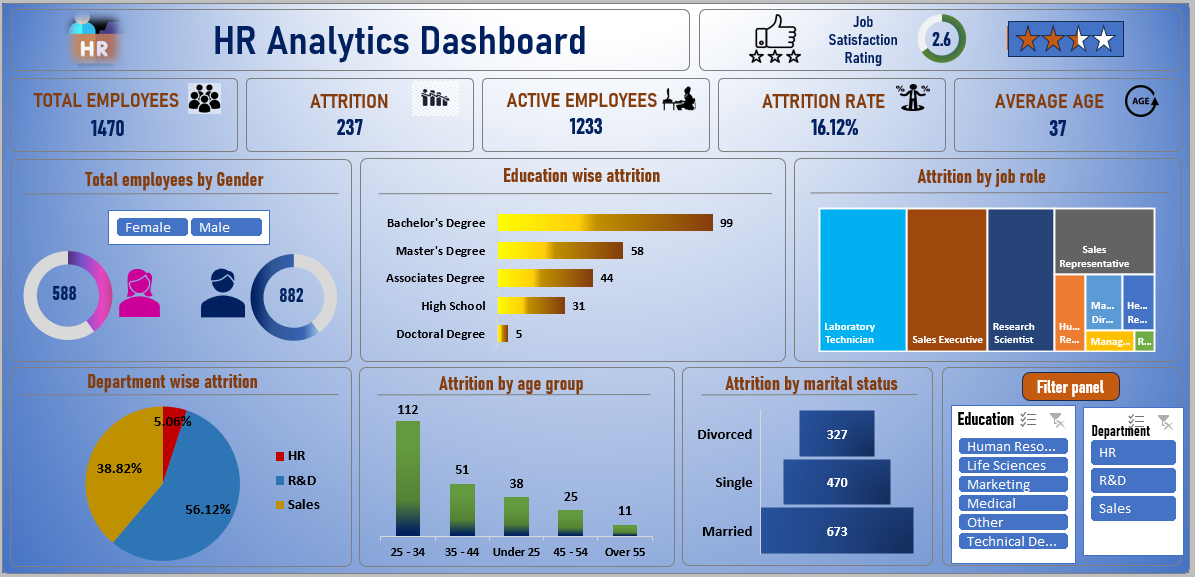 HR
HR Analytics Dashboard
Job
Satisfaction
Rating
2.6
TOTAL EMPLOYEES
1470
ATTRITION
237
ACTIVE EMPLOYEES
1233
ATTRITION RATE
16.12%
% %
AVERAGE AGE
37
AGE
Total employees by Gender
Female
Male
588
882
Education wise attrition
Bachelor's Degree 99
Master's Degree 58
Associates Degree 44
High School 31
Doctoral Degree 5
Attrition by job role
Laboratory
Technician
Sales Executive
Research
Scientist
Sales
Representative
Hu...
Re...
Ma...
Dir...
He...
Re...
Manag...
R...
Department wise attrition
5.06%
38.82%
56.12%
HR
R&D
Sales
Attrition by age group
112
51
38
25
11
25 - 34
35 - 44
Under 25
45 - 54
Over 55
Attrition by marital status
Divorced 327
Single 470
Married 673
Filter panel
Education
Human Reso...
Life Sciences
Marketing
Medical
Other
Technical De...
Department
HR
R&D
Sales